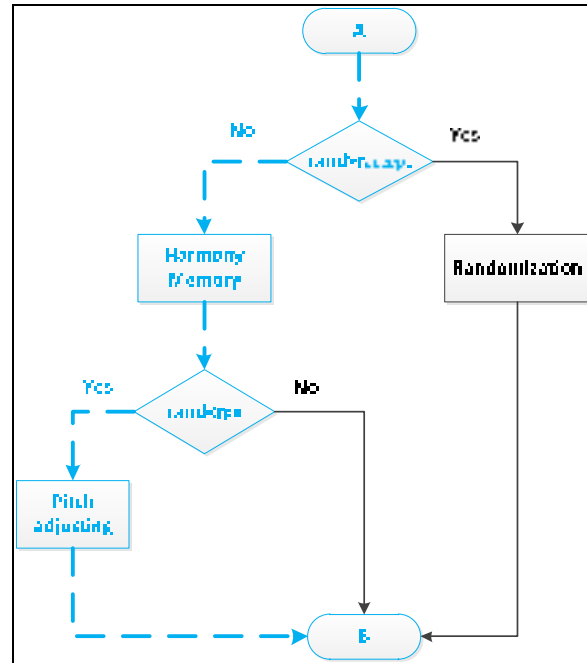 A
No
Yes
Harmony
Memory
Randomization
Yes
No
Pitch
adjusting
B